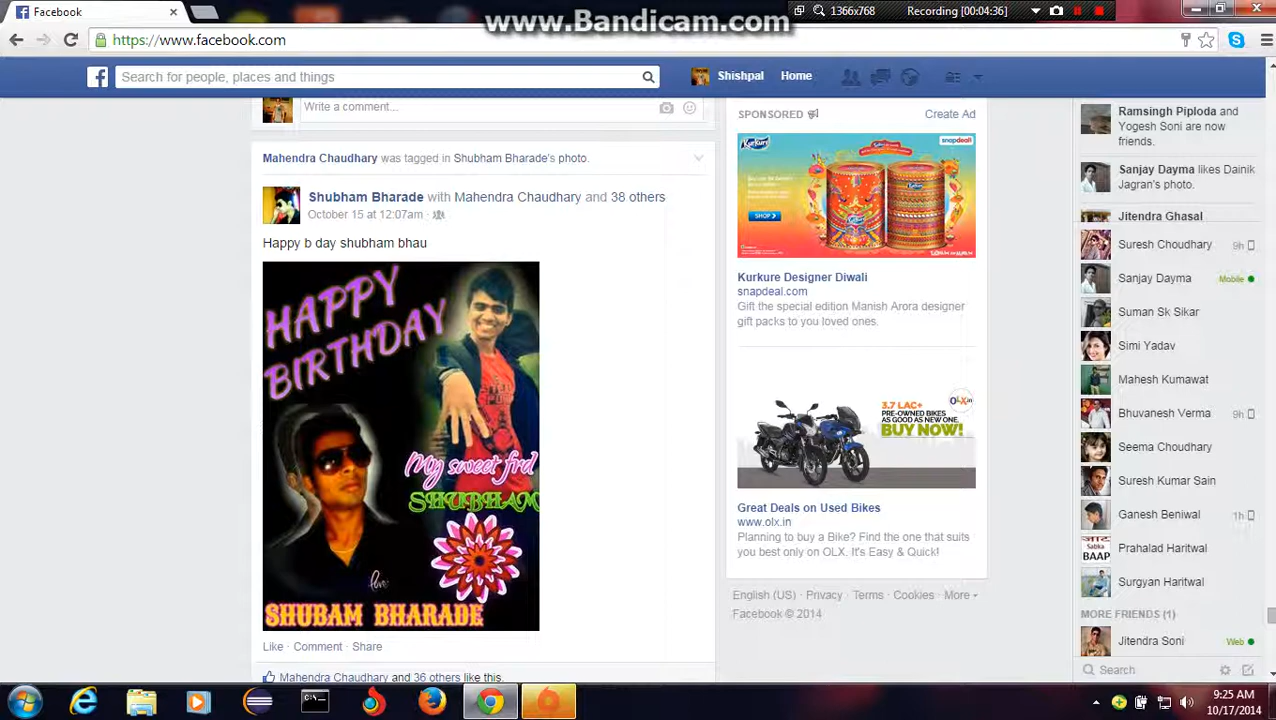 Facebook
www.Bandicam.com
1366x768
Recording [00:04:36]
https://www.facebook.com
Search for people, places and things
Shishpal
Home
Write a comment...
Mahendra Chaudhary was tagged in Shubham Bharade's photo.
Shubham Bharade with Mahendra Chaudhary and 38 others
October 15 at 12:07am ·
Happy b day shubham bhau
HAPPY
BIRTHDAY
My sweet frd
SHUBHAM
love
SHUBAM BHARADE
Like · Comment · Share
Mahendra Chaudhary and 36 others like this.
SPONSORED
Create Ad
Kurkure
snapdeal
SHOP
Kurkure Designer Diwali
snapdeal.com
Gift the special edition Manish Arora designer
gift packs to you loved ones.
OLXin
3.7 LAC+
PRE-OWNED BIKES
AS GOOD AS NEW ONE.
BUY NOW!
Great Deals on Used Bikes
www.olx.in
Planning to buy a Bike? Find the one that suits
you best only on OLX. It's Easy & Quick!
English (US) · Privacy · Terms · Cookies · More
Facebook © 2014
Ramsingh Piploda and
Yogesh Soni are now
friends.
Sanjay Dayma likes Dainik
Jagran's photo.
Jitendra Ghasal
Suresh Choudhary 9h
Sanjay Dayma Mobile
Suman Sk Sikar
Simi Yadav
Mahesh Kumawat
Bhuvanesh Verma 9h
Seema Choudhary
Suresh Kumar Sain
Ganesh Beniwal 1h
Sabka
BAAP
Prahalad Haritwal
Surgyan Haritwal
MORE FRIENDS (1)
Jitendra Soni Web
Search
9:25 AM
10/17/2014